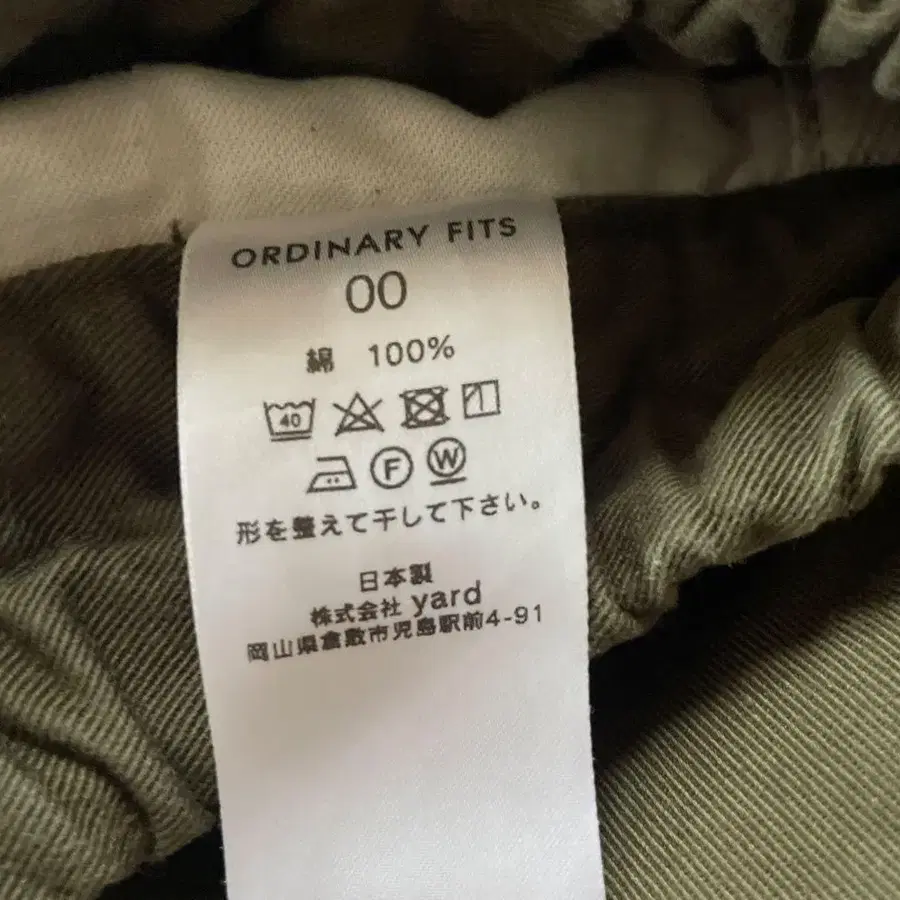 ORDINARY FITS
00
綿 100%
40
F W
形を整えて干して下さい。
日本製
株式会社 yard
岡山県倉敷市児島駅前4-91